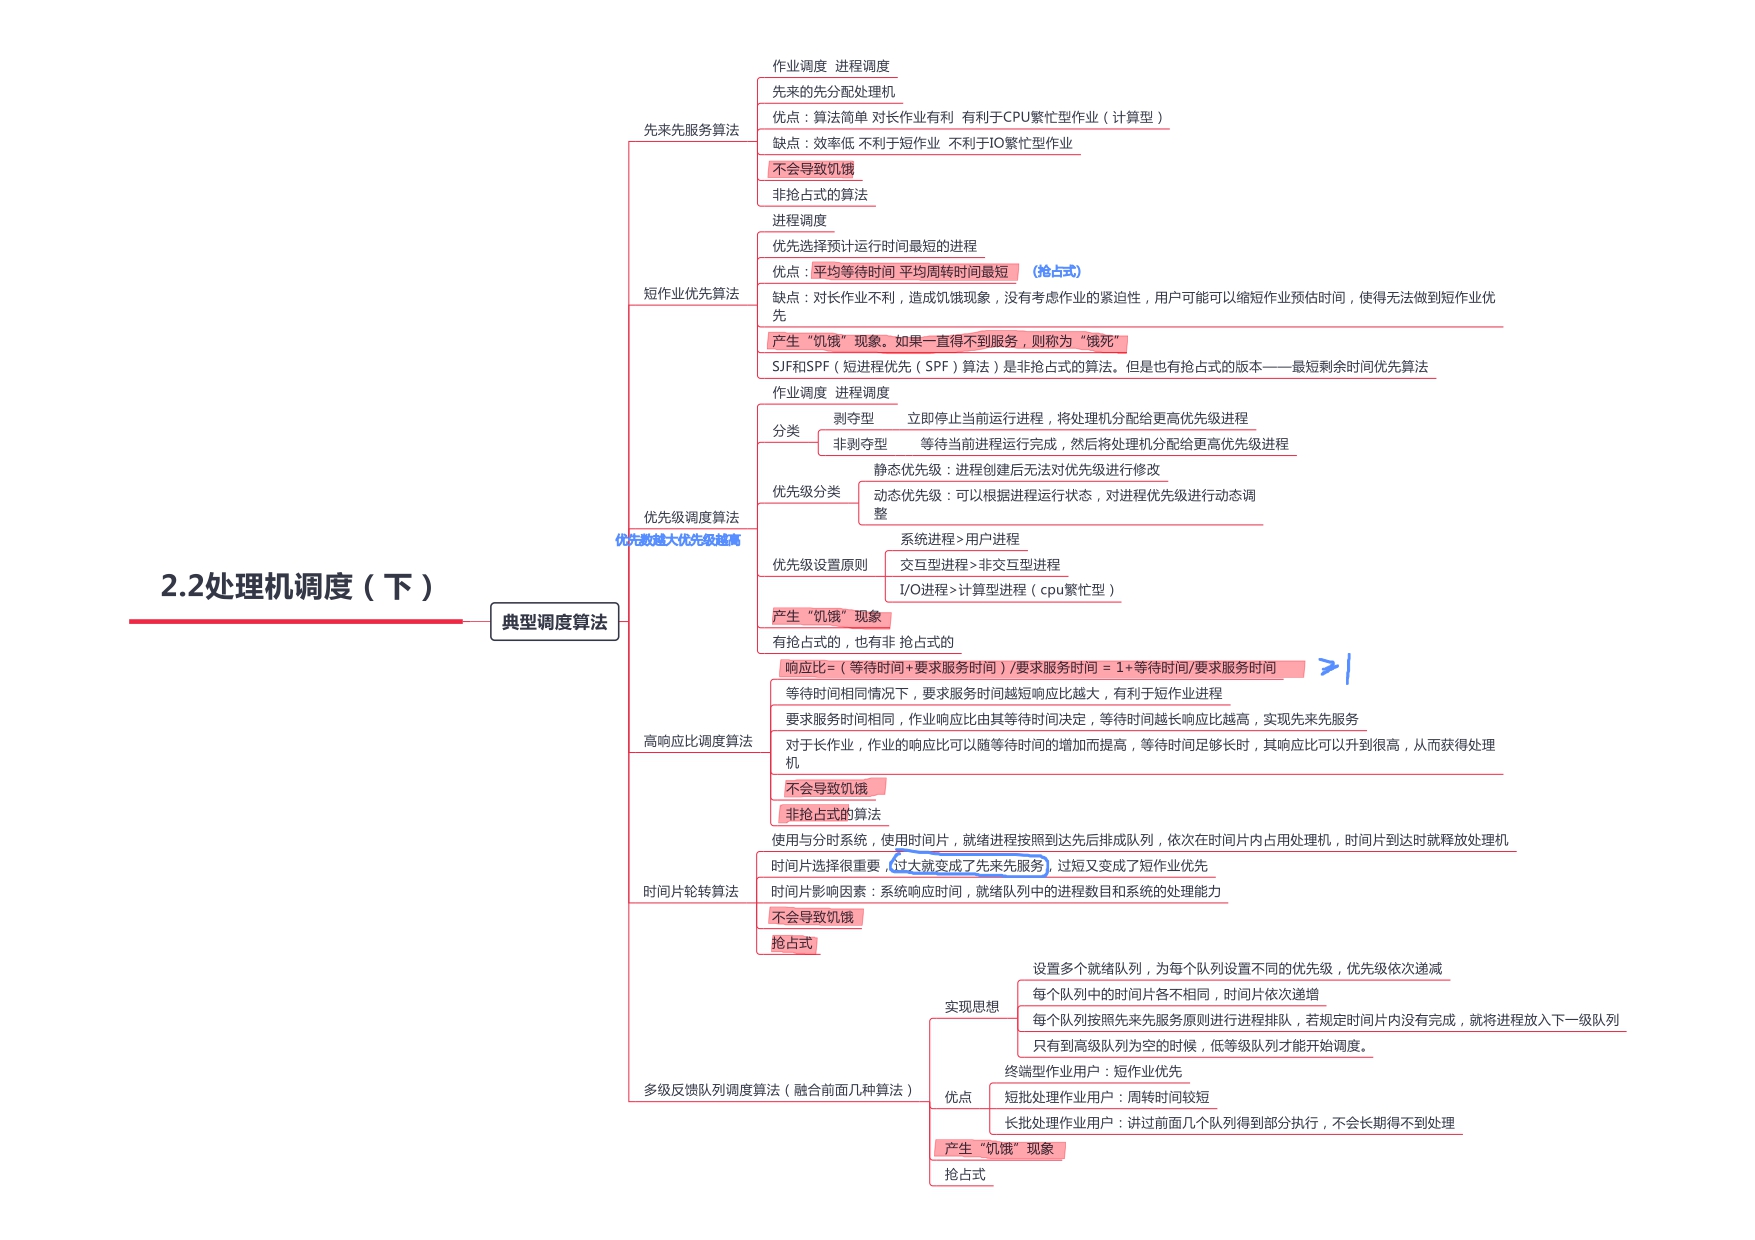 2.2处理机调度（下）
典型调度算法
先来先服务算法
作业调度 进程调度
先来的先分配处理机
优点：算法简单 对长作业有利 有利于CPU繁忙型作业（计算型）
缺点：效率低 不利于短作业 不利于IO繁忙型作业
不会导致饥饿
非抢占式的算法
短作业优先算法
进程调度
优先选择预计运行时间最短的进程
优点：平均等待时间 平均周转时间最短 （抢占式）
缺点：对长作业不利，造成饥饿现象，没有考虑作业的紧迫性，用户可能可以缩短作业预估时间，使得无法做到短作业优
先
产生“饥饿”现象。如果一直得不到服务，则称为“饿死”
SJF和SPF（短进程优先（SPF）算法）是非抢占式的算法。但是也有抢占式的版本——最短剩余时间优先算法
优先级调度算法
优先数越大优先级越高
作业调度 进程调度
分类
剥夺型 立即停止当前运行进程，将处理机分配给更高优先级进程
非剥夺型 等待当前进程运行完成，然后将处理机分配给更高优先级进程
优先级分类
静态优先级：进程创建后无法对优先级进行修改
动态优先级：可以根据进程运行状态，对进程优先级进行动态调
整
优先级设置原则
系统进程>用户进程
交互型进程>非交互型进程
I/O进程>计算型进程（cpu繁忙型）
产生“饥饿”现象
有抢占式的，也有非 抢占式的
高响应比调度算法
响应比=（等待时间+要求服务时间）/要求服务时间 = 1+等待时间/要求服务时间 ≥1
等待时间相同情况下，要求服务时间越短响应比越大，有利于短作业进程
要求服务时间相同，作业响应比由其等待时间决定，等待时间越长响应比越高，实现先来先服务
对于长作业，作业的响应比可以随等待时间的增加而提高，等待时间足够长时，其响应比可以升到很高，从而获得处理
机
不会导致饥饿
非抢占式的算法
时间片轮转算法
使用与分时系统，使用时间片，就绪进程按照到达先后排成队列，依次在时间片内占用处理机，时间片到达时就释放处理机
时间片选择很重要，过大就变成了先来先服务，过短又变成了短作业优先
时间片影响因素：系统响应时间，就绪队列中的进程数目和系统的处理能力
不会导致饥饿
抢占式
多级反馈队列调度算法（融合前面几种算法）
实现思想
设置多个就绪队列，为每个队列设置不同的优先级，优先级依次递减
每个队列中的时间片各不相同，时间片依次递增
每个队列按照先来先服务原则进行进程排队，若规定时间片内没有完成，就将进程放入下一级队列
只有到高级队列为空的时候，低等级队列才能开始调度。
优点
终端型作业用户：短作业优先
短批处理作业用户：周转时间较短
长批处理作业用户：讲过前面几个队列得到部分执行，不会长期得不到处理
产生“饥饿”现象
抢占式